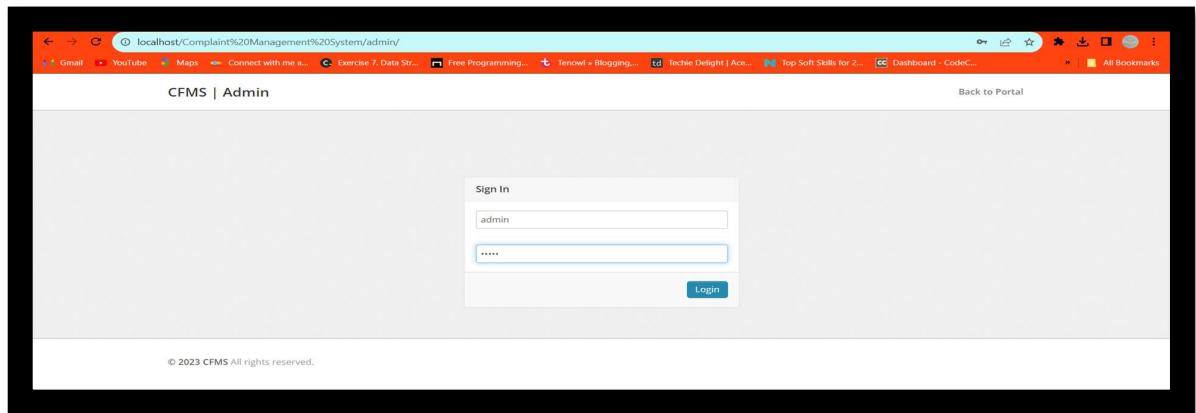 localhost/Complaint%20Management%20System/admin/
Gmail YouTube Maps Connect with me a... Exercise 7. Data Str... Free Programming... Tenowl » Blogging,... td Techie Delight | Ace... Top Soft Skills for 2... CC Dashboard - CodeC... » All Bookmarks
CFMS | Admin Back to Portal
Sign In
admin
•••••
Login
© 2023 CFMS All rights reserved.